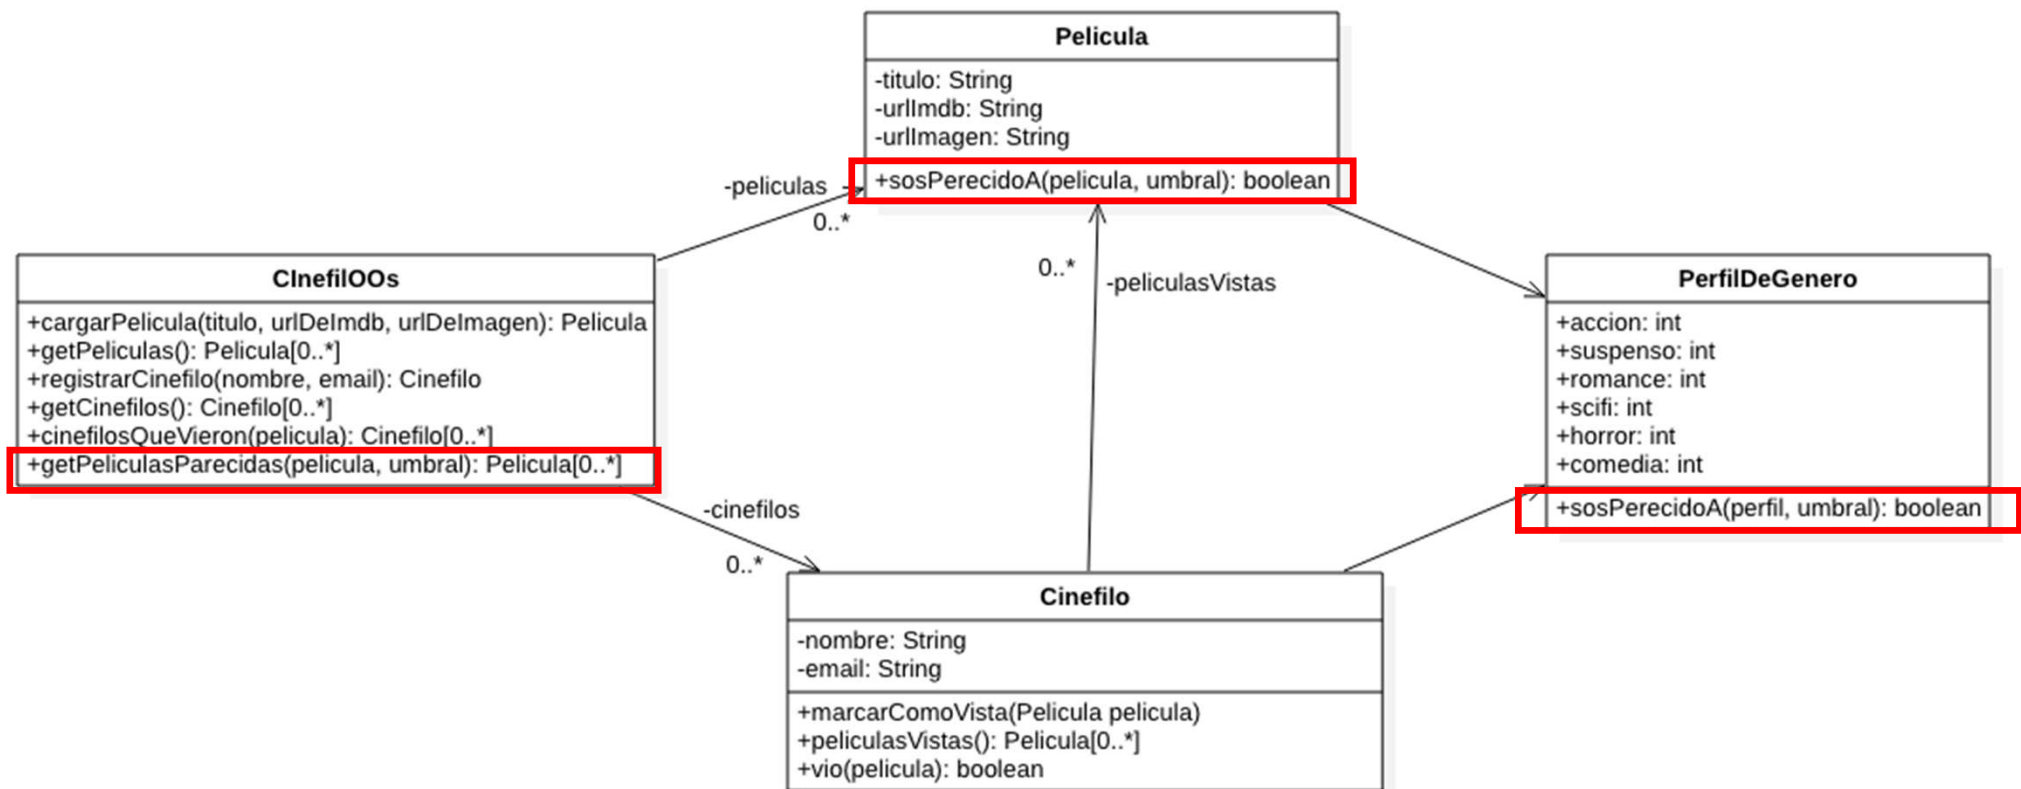 Pelicula
-titulo: String
-urlImdb: String
-urlImagen: String
+sosPerecidoA(pelicula, umbral): boolean
-peliculas
0..*
CInefilOOs
+cargarPelicula(titulo, urlDeImdb, urlDeImagen): Pelicula
+getPeliculas(): Pelicula[0..*]
+registrarCinefilo(nombre, email): Cinefilo
+getCinefilos(): Cinefilo[0..*]
+cinefilosQueVieron(pelicula): Cinefilo[0..*]
+getPeliculasParecidas(pelicula, umbral): Pelicula[0..*]
0..*
-peliculasVistas
PerfilDeGenero
+accion: int
+suspenso: int
+romance: int
+scifi: int
+horror: int
+comedia: int
+sosPerecidoA(perfil, umbral): boolean
-cinefilos
0..*
Cinefilo
-nombre: String
-email: String
+marcarComoVista(Pelicula pelicula)
+peliculasVistas(): Pelicula[0..*]
+vio(pelicula): boolean